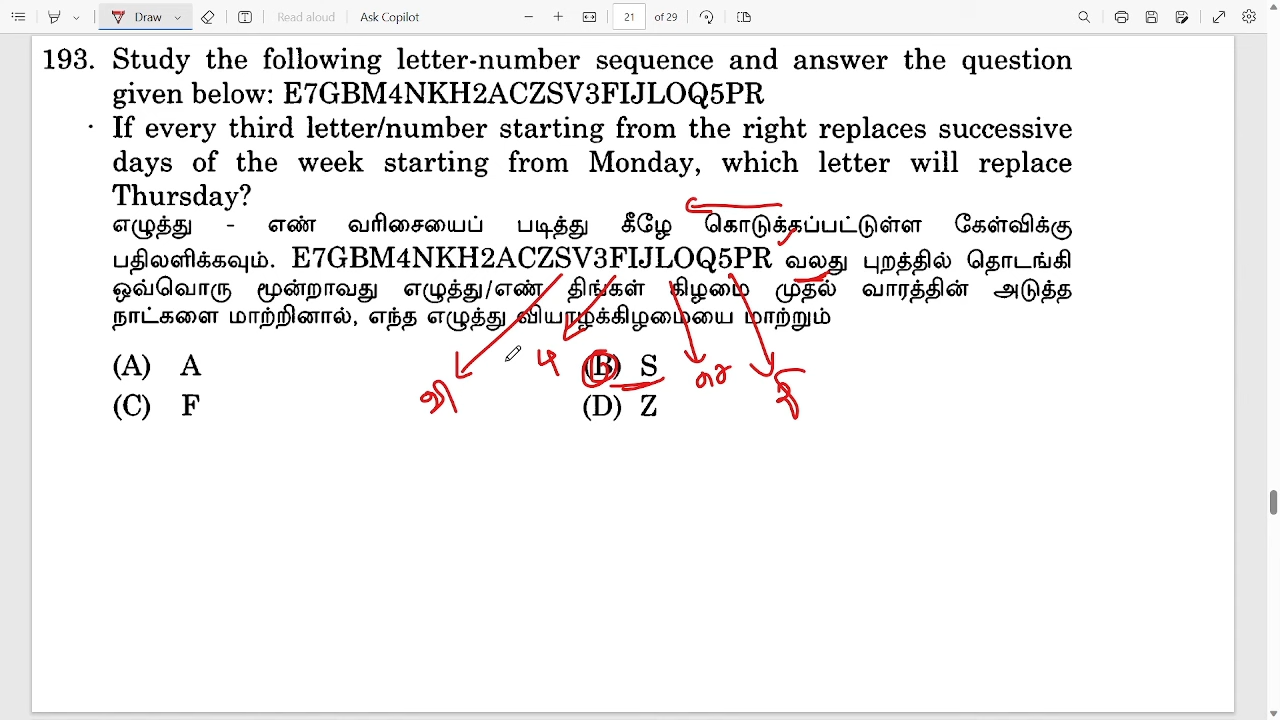 Draw
Read aloud
Ask Copilot
21
of 29
193. Study the following letter-number sequence and answer the question
given below: E7GBM4NKH2ACZSV3FIJLOQ5PR
If every third letter/number starting from the right replaces successive
days of the week starting from Monday, which letter will replace
Thursday?
எழுத்து - எண் வரிசையைப் படித்து கீழே கொடுக்கப்பட்டுள்ள கேள்விக்கு
பதிலளிக்கவும். E7GBM4NKH2ACZSV3FIJLOQ5PR வலது புறத்தில் தொடங்கி
ஒவ்வொரு மூன்றாவது எழுத்து/எண் திங்கள் கிழமை முதல் வாரத்தின் அடுத்த
நாட்களை மாற்றினால், எந்த எழுத்து வியாழக்கிழமையை மாற்றும்
(A) A
(B) S
(C) F
(D) Z